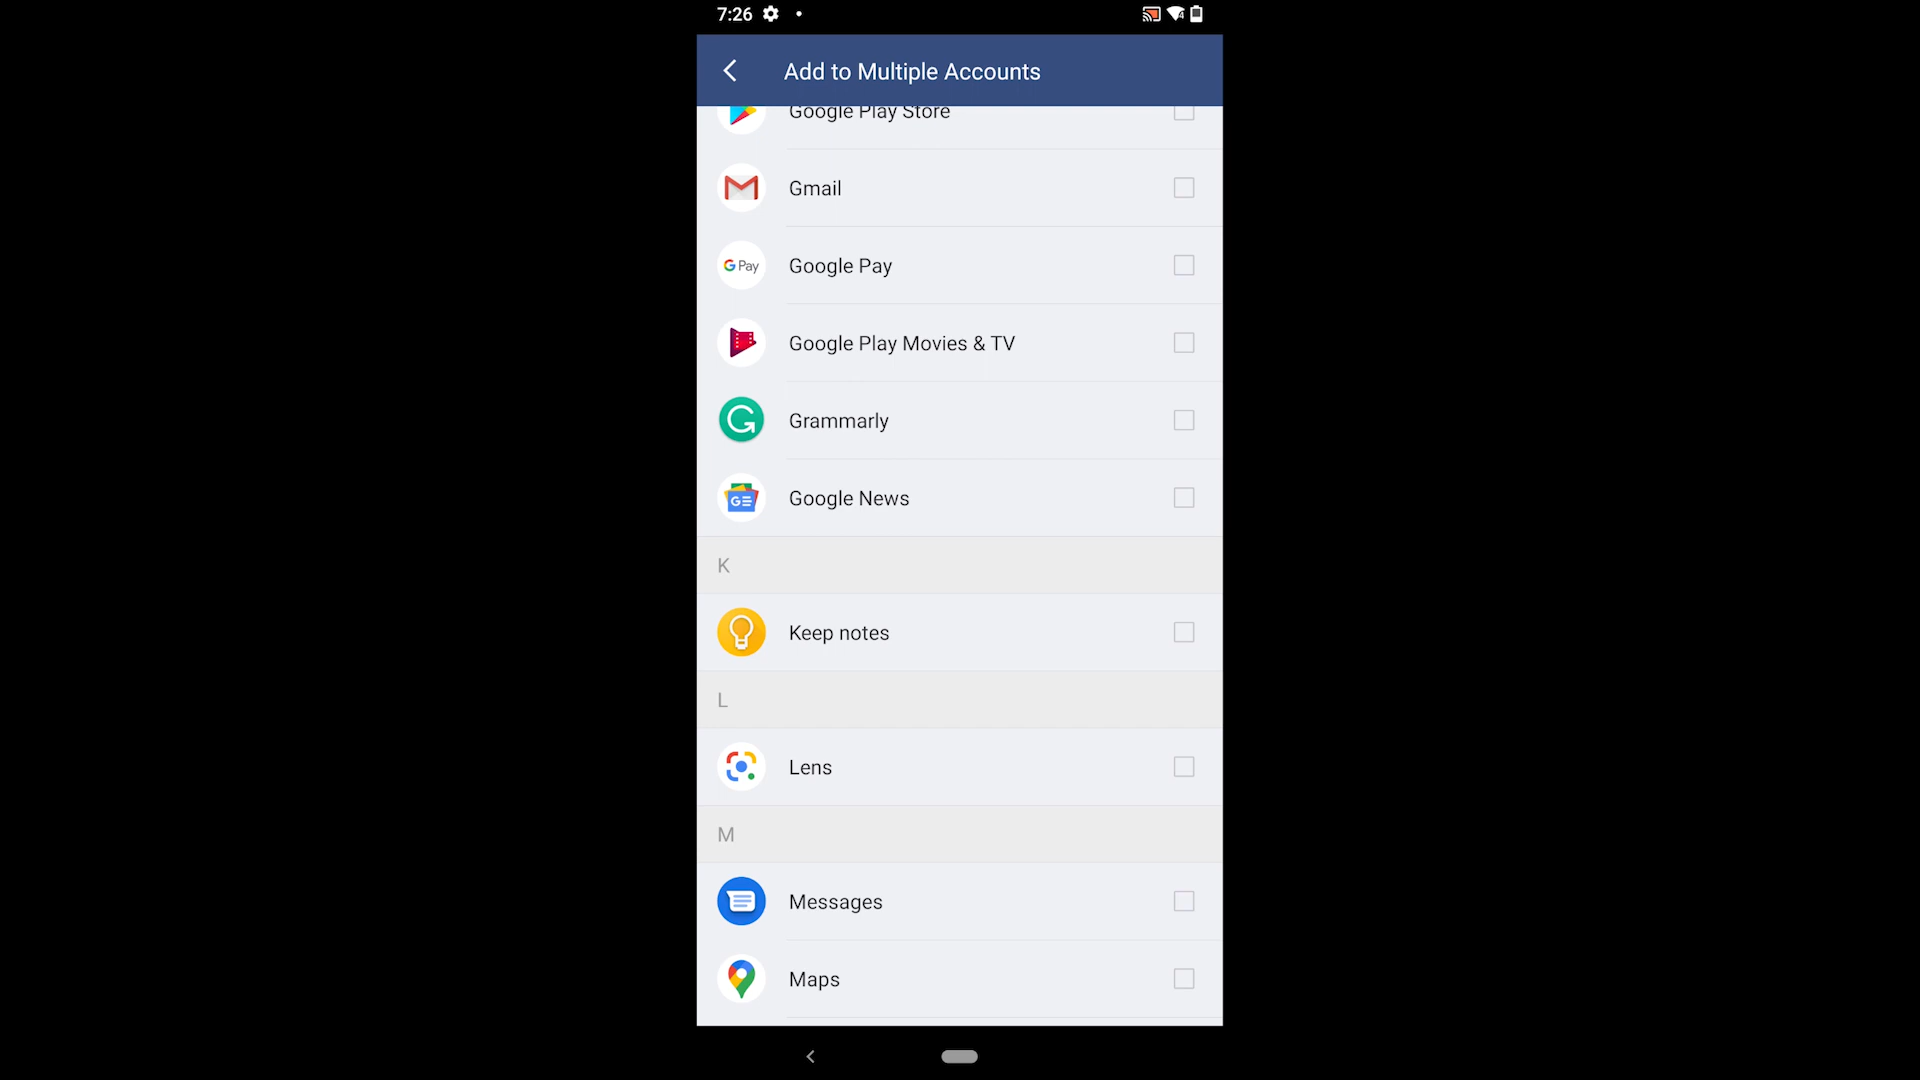 7:26
Add to Multiple Accounts
Google Play Store
Gmail
G Pay
Google Pay
Google Play Movies & TV
Grammarly
GE
Google News
K
Keep notes
L
Lens
M
Messages
Maps